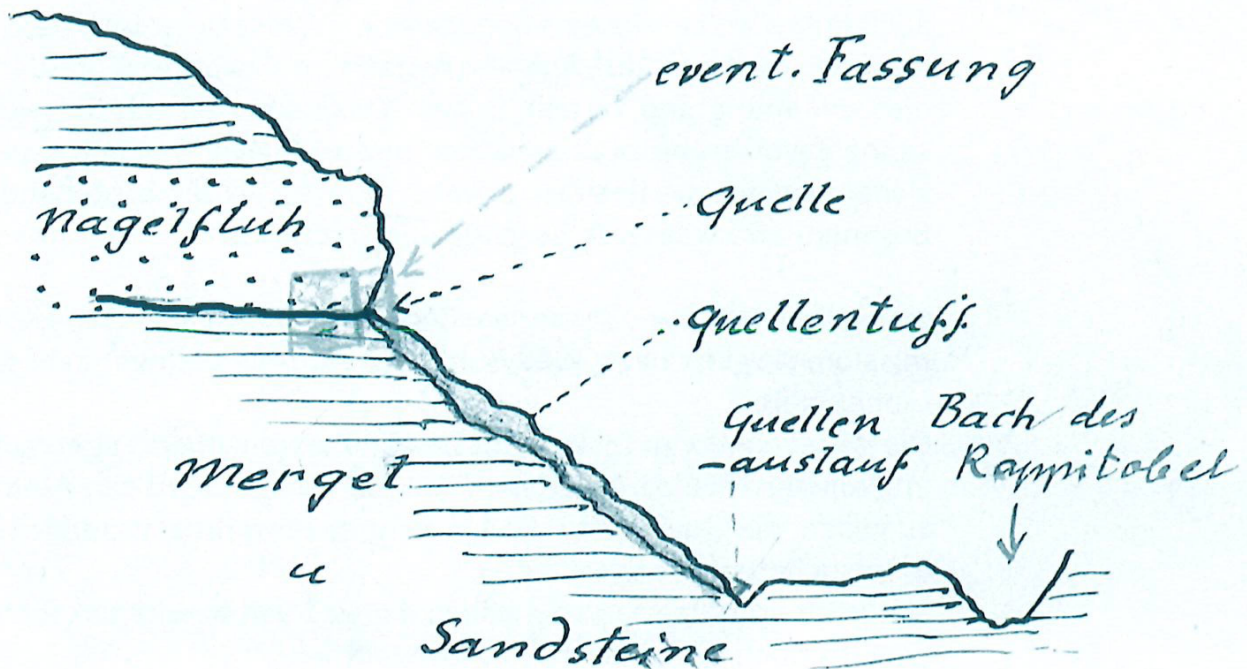 event. Fassung
Nagelfluh
Quelle
Quellentuff.
Quellen Bach des
-auslauf Rappitobel
Mergel
u
Sandsteine